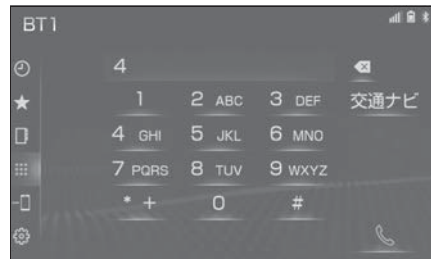 BT1
4
1 2 ABC 3 DEF 交通ナビ
4 GHI 5 JKL 6 MNO
7 PQRS 8 TUV 9 WXYZ
* + 0 #